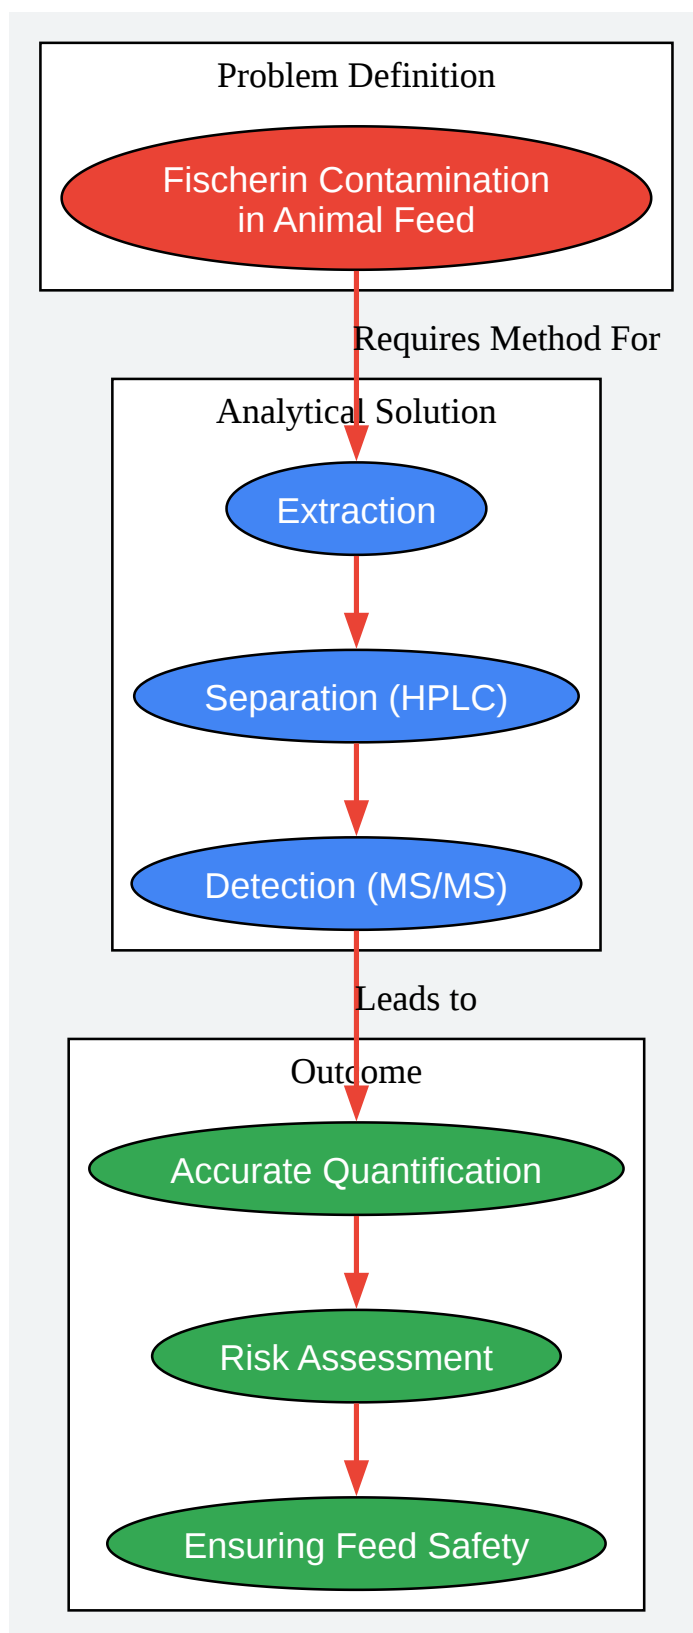 Problem Definition
Fischerin Contamination
in Animal Feed
Requires Method For
Analytical Solution
Extraction
Separation (HPLC)
Detection (MS/MS)
Leads to
Outcome
Accurate Quantification
Risk Assessment
Ensuring Feed Safety